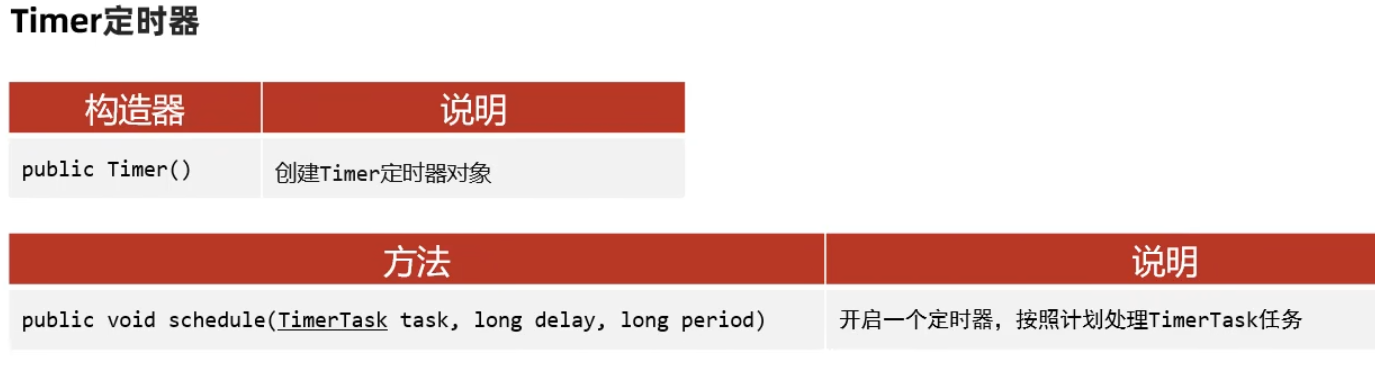 Timer定时器
构造器 说明
public Timer() 创建Timer定时器对象
方法 说明
public void schedule(TimerTask task, long delay, long period) 开启一个定时器，按照计划处理TimerTask任务